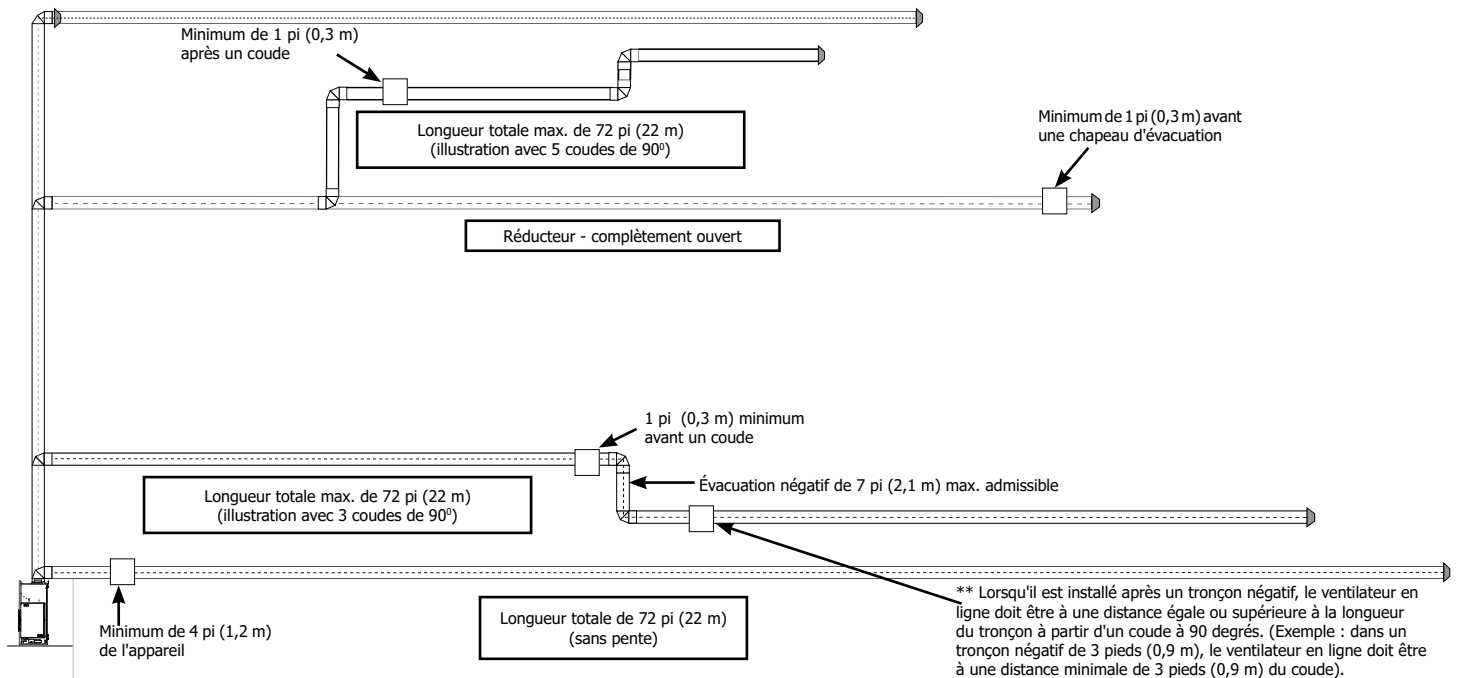 Minimum de 1 pi (0,3 m)
après un coude
Longueur totale max. de 72 pi (22 m)
(illustration avec 5 coudes de 90⁰)
Minimum de 1 pi (0,3 m) avant
une chapeau d'évacuation
Réducteur - complètement ouvert
1 pi (0,3 m) minimum
avant un coude
Évacuation négatif de 7 pi (2,1 m) max. admissible
Longueur totale max. de 72 pi (22 m)
(illustration avec 3 coudes de 90⁰)
Minimum de 4 pi (1,2 m)
de l'appareil
Longueur totale de 72 pi (22 m)
(sans pente)
** Lorsqu'il est installé après un tronçon négatif, le ventilateur en
ligne doit être à une distance égale ou supérieure à la longueur
du tronçon à partir d'un coude à 90 degrés. (Exemple : dans un
tronçon négatif de 3 pieds (0,9 m), le ventilateur en ligne doit être
à une distance minimale de 3 pieds (0,9 m) du coude).